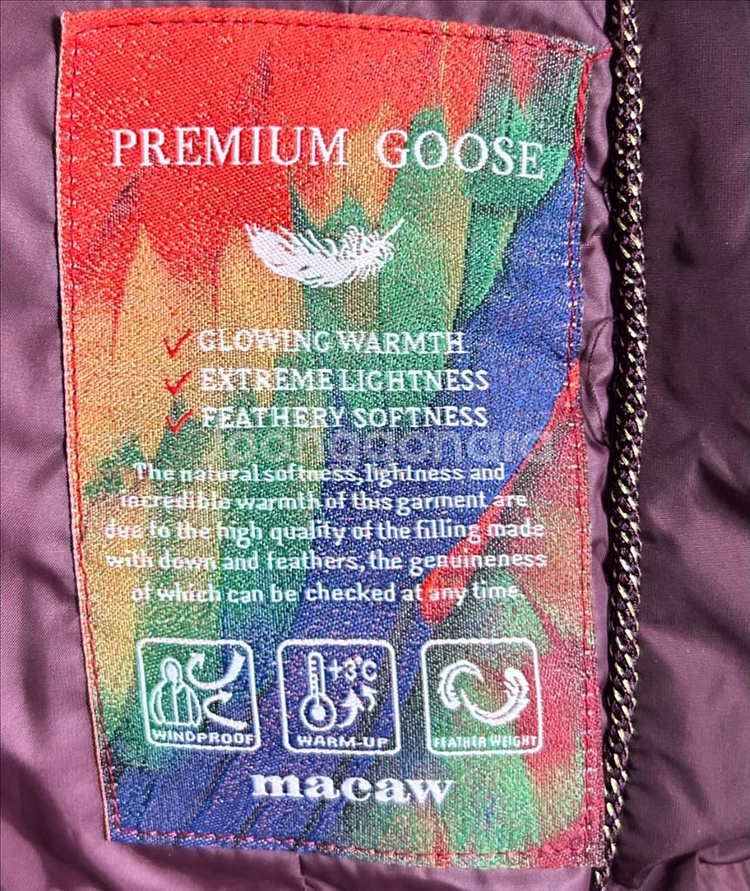 PREMIUM GOOSE
GLOWING WARMTH
EXTREME LIGHTNESS
FEATHERY SOFTNESS
The natural softness, lightness and
incredible warmth of this garment are
due to the high quality of the filling made
with down and feathers, the genuineness
of which can be checked at any time.
+3°C
WINDPROOF
WARM-UP
FEATHER WEIGHT
macaw